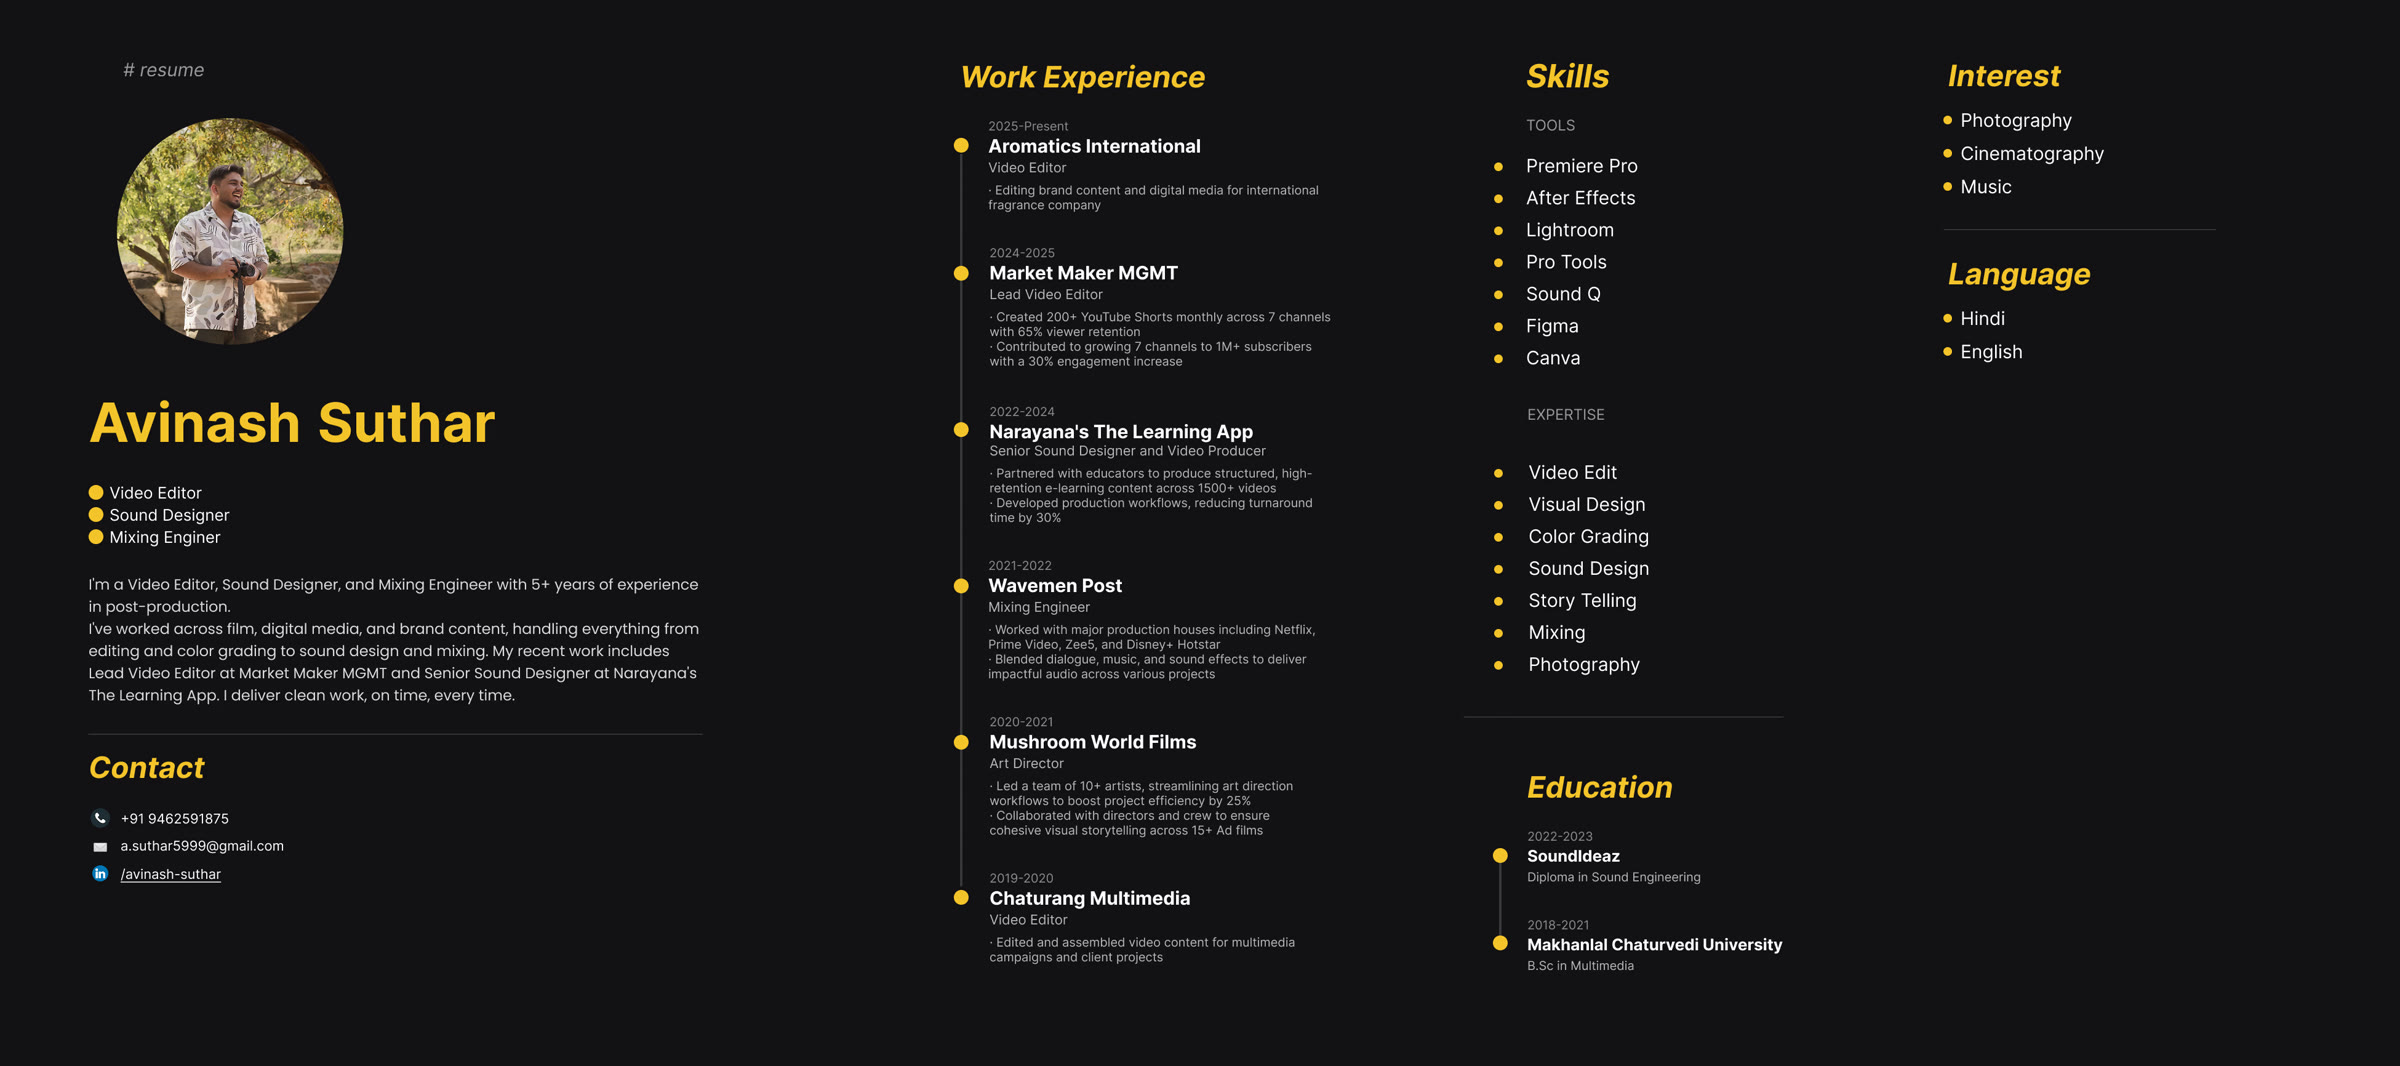 # resume
Avinash Suthar
Video Editor
Sound Designer
Mixing Enginer
I'm a Video Editor, Sound Designer, and Mixing Engineer with 5+ years of experience
in post-production.
I've worked across film, digital media, and brand content, handling everything from
editing and color grading to sound design and mixing. My recent work includes
Lead Video Editor at Market Maker MGMT and Senior Sound Designer at Narayana's
The Learning App. I deliver clean work, on time, every time.
Contact
+91 9462591875
a.suthar5999@gmail.com
/avinash-suthar
Work Experience
2025-Present
Aromatics International
Video Editor
· Editing brand content and digital media for international
fragrance company
2024-2025
Market Maker MGMT
Lead Video Editor
· Created 200+ YouTube Shorts monthly across 7 channels
with 65% viewer retention
· Contributed to growing 7 channels to 1M+ subscribers
with a 30% engagement increase
2022-2024
Narayana's The Learning App
Senior Sound Designer and Video Producer
· Partnered with educators to produce structured, high-
retention e-learning content across 1500+ videos
· Developed production workflows, reducing turnaround
time by 30%
2021-2022
Wavemen Post
Mixing Engineer
· Worked with major production houses including Netflix,
Prime Video, Zee5, and Disney+ Hotstar
· Blended dialogue, music, and sound effects to deliver
impactful audio across various projects
2020-2021
Mushroom World Films
Art Director
· Led a team of 10+ artists, streamlining art direction
workflows to boost project efficiency by 25%
· Collaborated with directors and crew to ensure
cohesive visual storytelling across 15+ Ad films
2019-2020
Chaturang Multimedia
Video Editor
· Edited and assembled video content for multimedia
campaigns and client projects
Skills
TOOLS
Premiere Pro
After Effects
Lightroom
Pro Tools
Sound Q
Figma
Canva
EXPERTISE
Video Edit
Visual Design
Color Grading
Sound Design
Story Telling
Mixing
Photography
Education
2022-2023
SoundIdeaz
Diploma in Sound Engineering
2018-2021
Makhanlal Chaturvedi University
B.Sc in Multimedia
Interest
Photography
Cinematography
Music
Language
Hindi
English